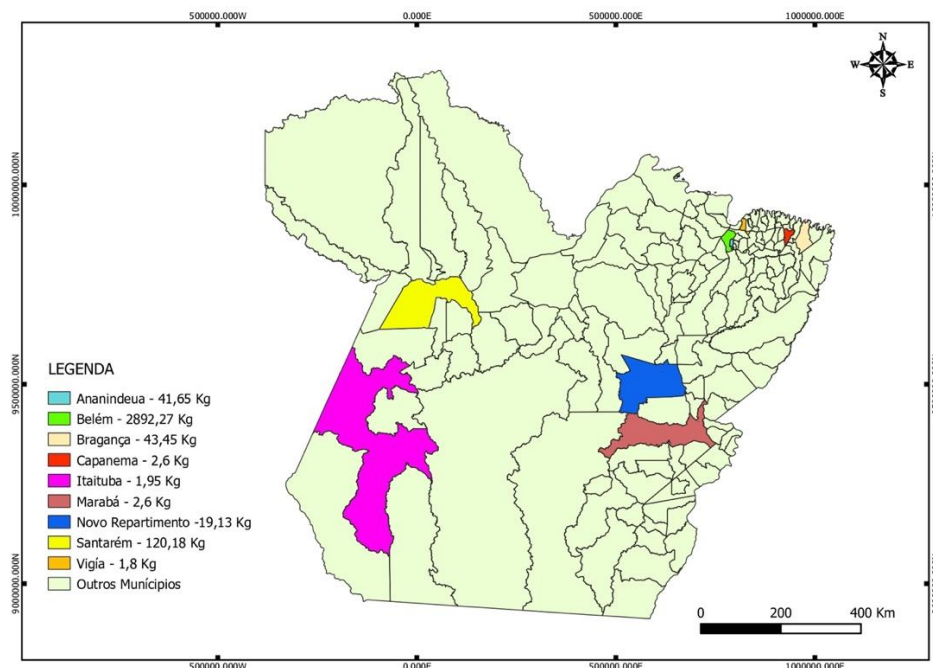 500000.000W 0.000E 500000.000E 1000000.000E
N
W E
S
10000000.000N
9500000.000N
9000000.000N
LEGENDA
Ananindeua - 41,65 Kg
Belém - 2892,27 Kg
Bragança - 43,45 Kg
Capanema - 2,6 Kg
Itaituba - 1,95 Kg
Marabá - 2,6 Kg
Novo Repartimento -19,13 Kg
Santarém - 120,18 Kg
Vigía - 1,8 Kg
Outros Munícipios
0 200 400 Km
500000.000W 0.000E 500000.000E 1000000.000E